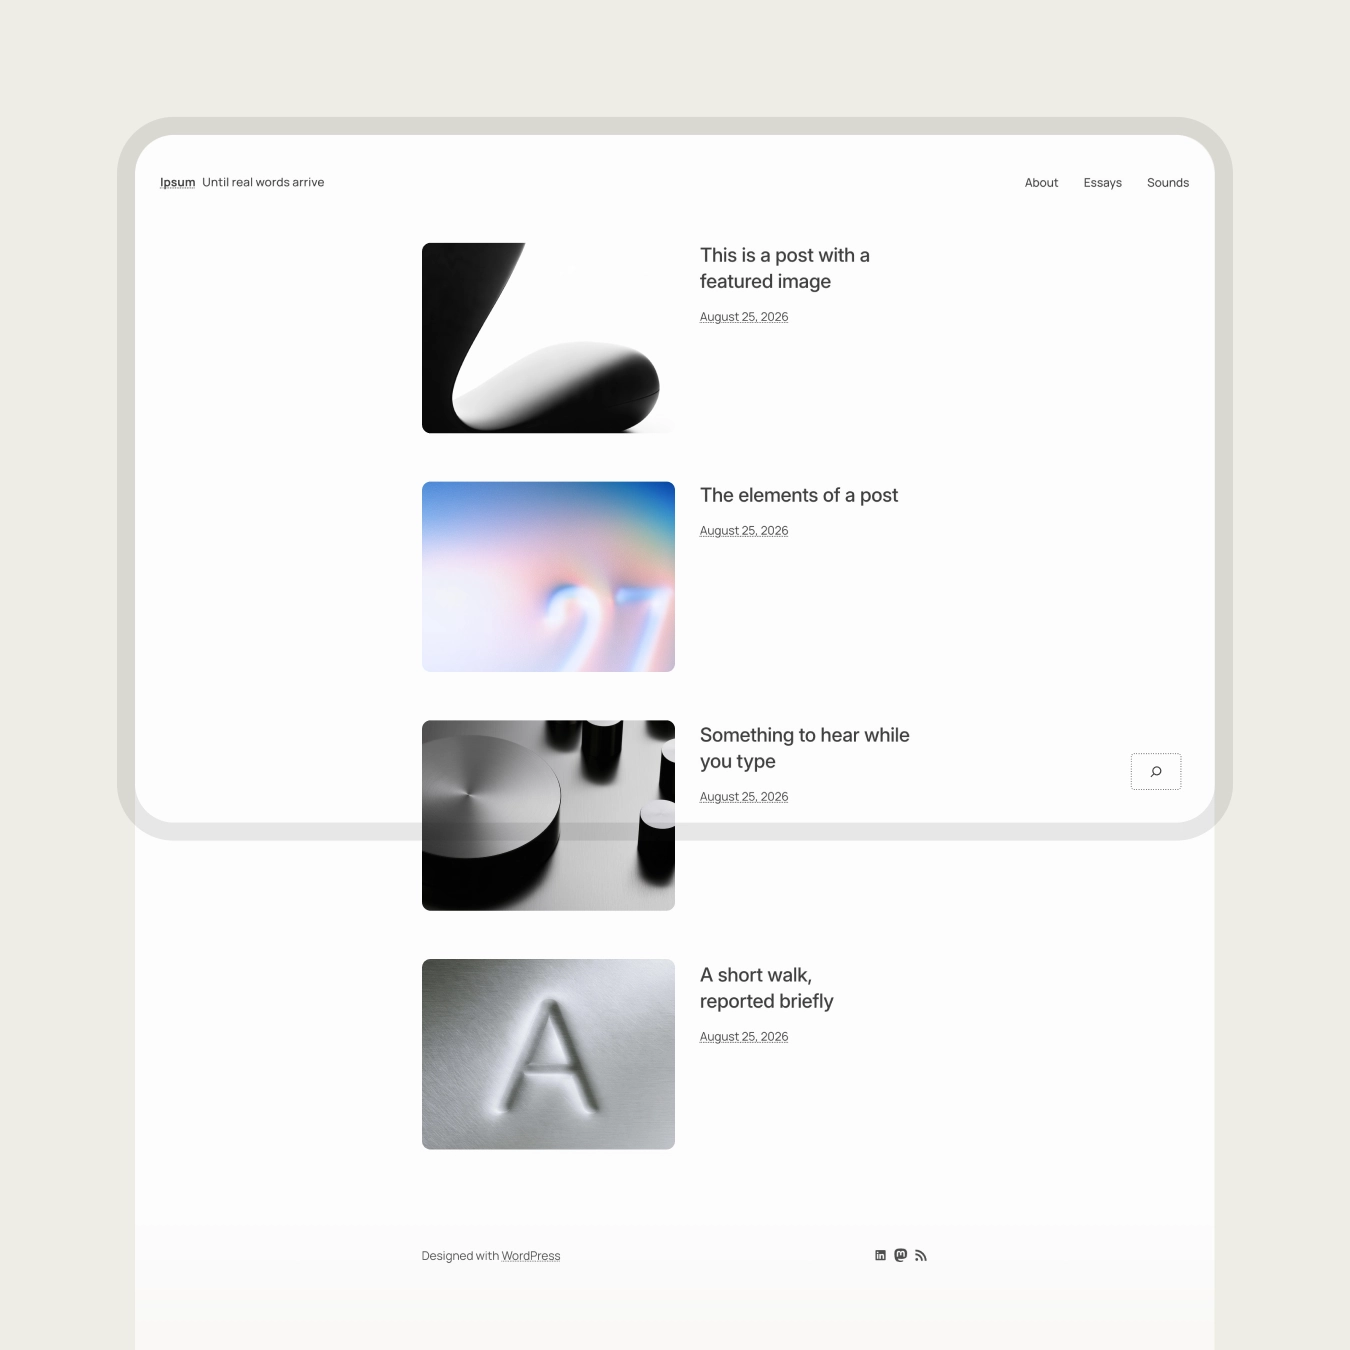 Ipsum Until real words arrive
About Essays Sounds
This is a post with a
featured image
August 25, 2026
27
The elements of a post
August 25, 2026
Something to hear while
you type
August 25, 2026
A
A short walk,
reported briefly
August 25, 2026
Designed with WordPress
in